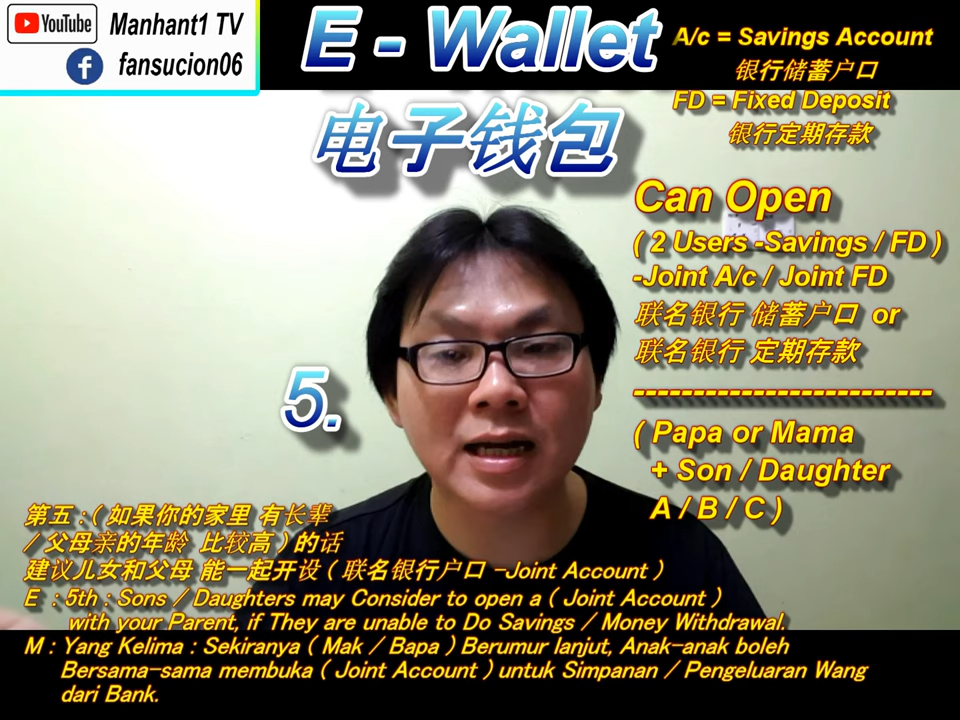 YouTube Manhant1 TV
f fansucion06
E - Wallet
电子钱包
A/c = Savings Account
银行储蓄户口
FD = Fixed Deposit
银行定期存款
Can Open
( 2 Users -Savings / FD )
-Joint A/c / Joint FD
联名银行 储蓄户口 or
联名银行 定期存款
--------------------------
( Papa or Mama
+ Son / Daughter
A / B / C )
5.
第五 : ( 如果你的家里 有长辈
/ 父母亲的年龄 比较高 ) 的话
建议儿女和父母 能一起开设 ( 联名银行户口 -Joint Account )
E : 5th : Sons / Daughters may Consider to open a ( Joint Account )
with your Parent, if They are unable to Do Savings / Money Withdrawal.
M : Yang Kelima : Sekiranya ( Mak / Bapa ) Berumur lanjut, Anak-anak boleh
Bersama-sama membuka ( Joint Account ) untuk Simpanan / Pengeluaran Wang
dari Bank.